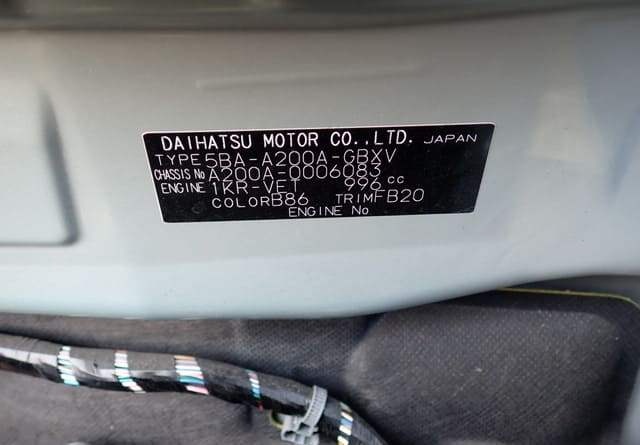 DAIHATSU MOTOR CO.,LTD. JAPAN
TYPE 5BA-A200A-GBXV
CHASSIS No A200A-0006083
ENGINE 1KR-VET 996 cc
COLOR B86 TRIM FB20
ENGINE No